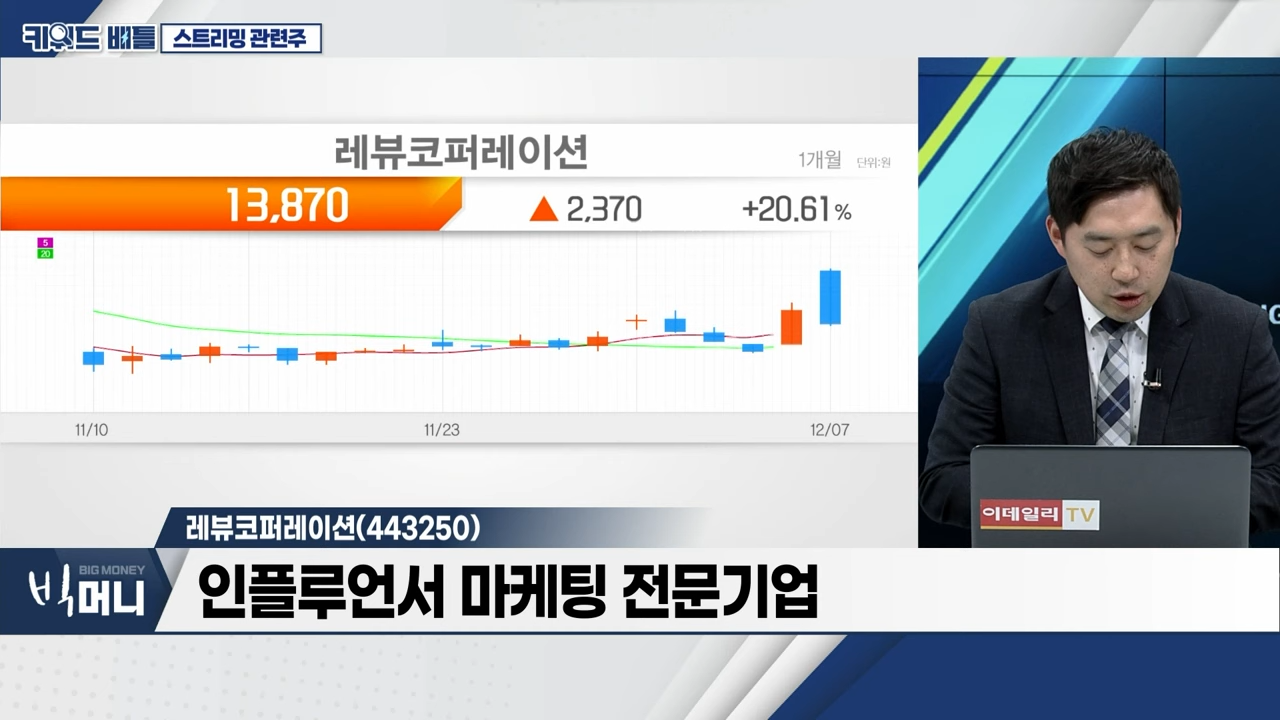 키워드 배틀 스트리밍 관련주
레뷰코퍼레이션
1개월 단위:원
13,870 ▲ 2,370 +20.61%
5
20
11/10 11/23 12/07
이데일리TV
레뷰코퍼레이션(443250)
BIG MONEY
빅머니
인플루언서 마케팅 전문기업